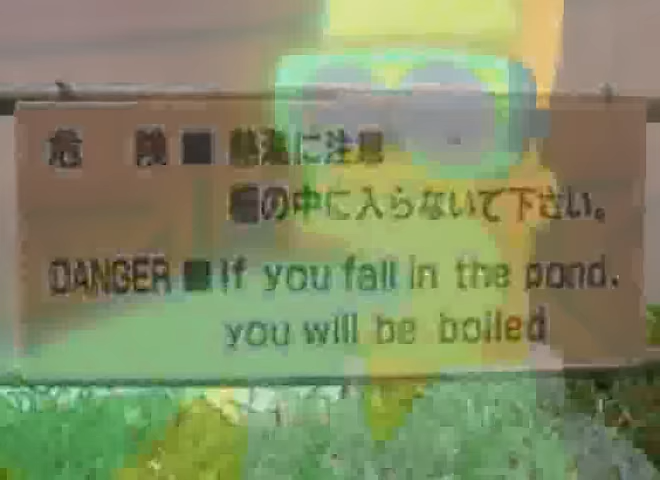 危 険■熱湯に注意
柵の中に入らないで下さい。
DANGER■If you fall in the pond.
you will be boiled